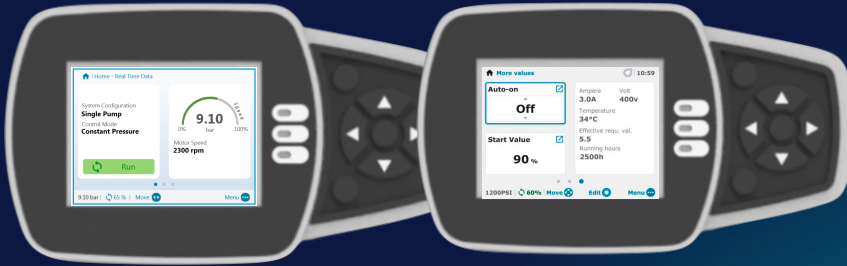 | Home - Real Time Data
System Configuration
Single Pump
Control Mode
Constant Pressure
Run
Speed
9.10
0% bar 100%
Motor Speed
2300 rpm
9.10 bar | 65 % | Move
Menu
More values
10:59
Auto-on
Off
Start Value
90 %
Ampere Volt
3.0A 400v
Temperature
34°C
Effective requ. val.
5.5
Running hours
2500h
1200PSI | 60% | Move
Edit
Menu